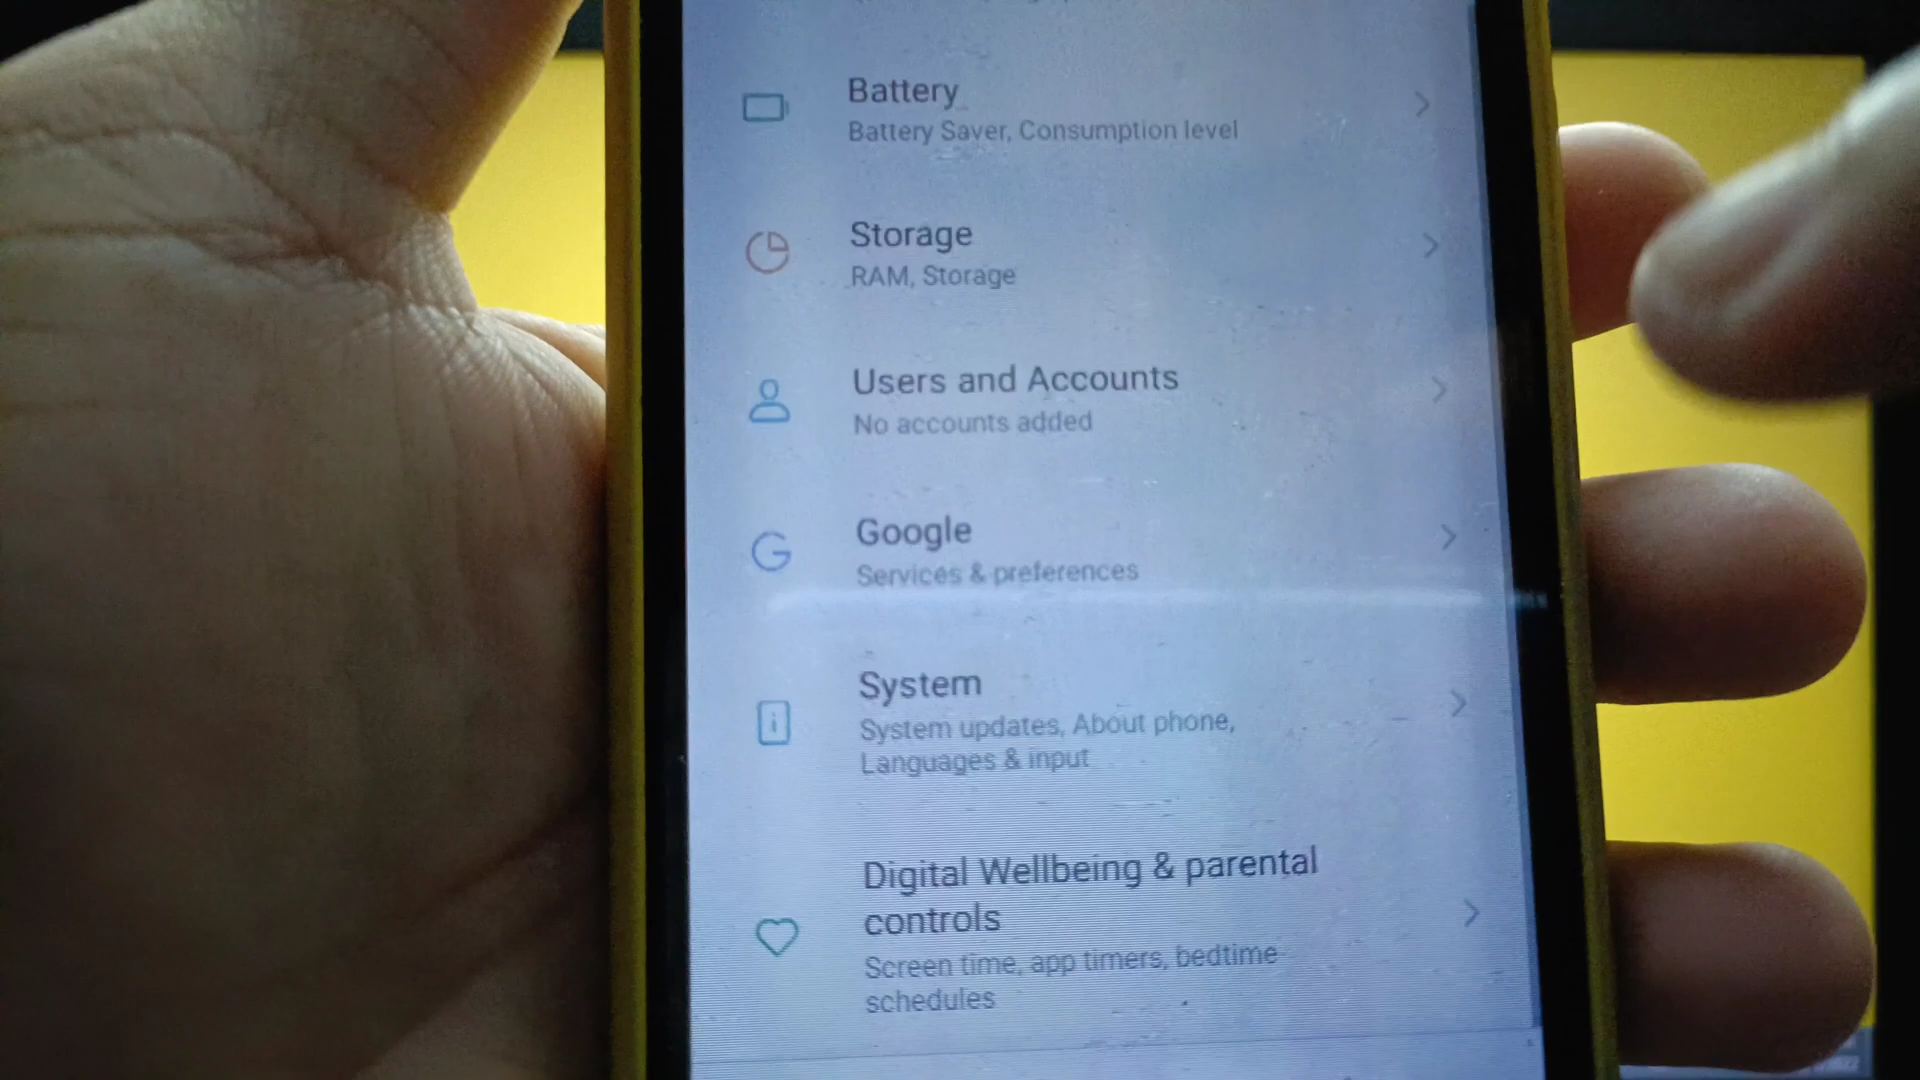 Battery
Battery Saver, Consumption level
Storage
RAM, Storage
Users and Accounts
No accounts added
Google
Services & preferences
System
System updates, About phone,
Languages & input
Digital Wellbeing & parental
controls
Screen time, app timers, bedtime
schedules